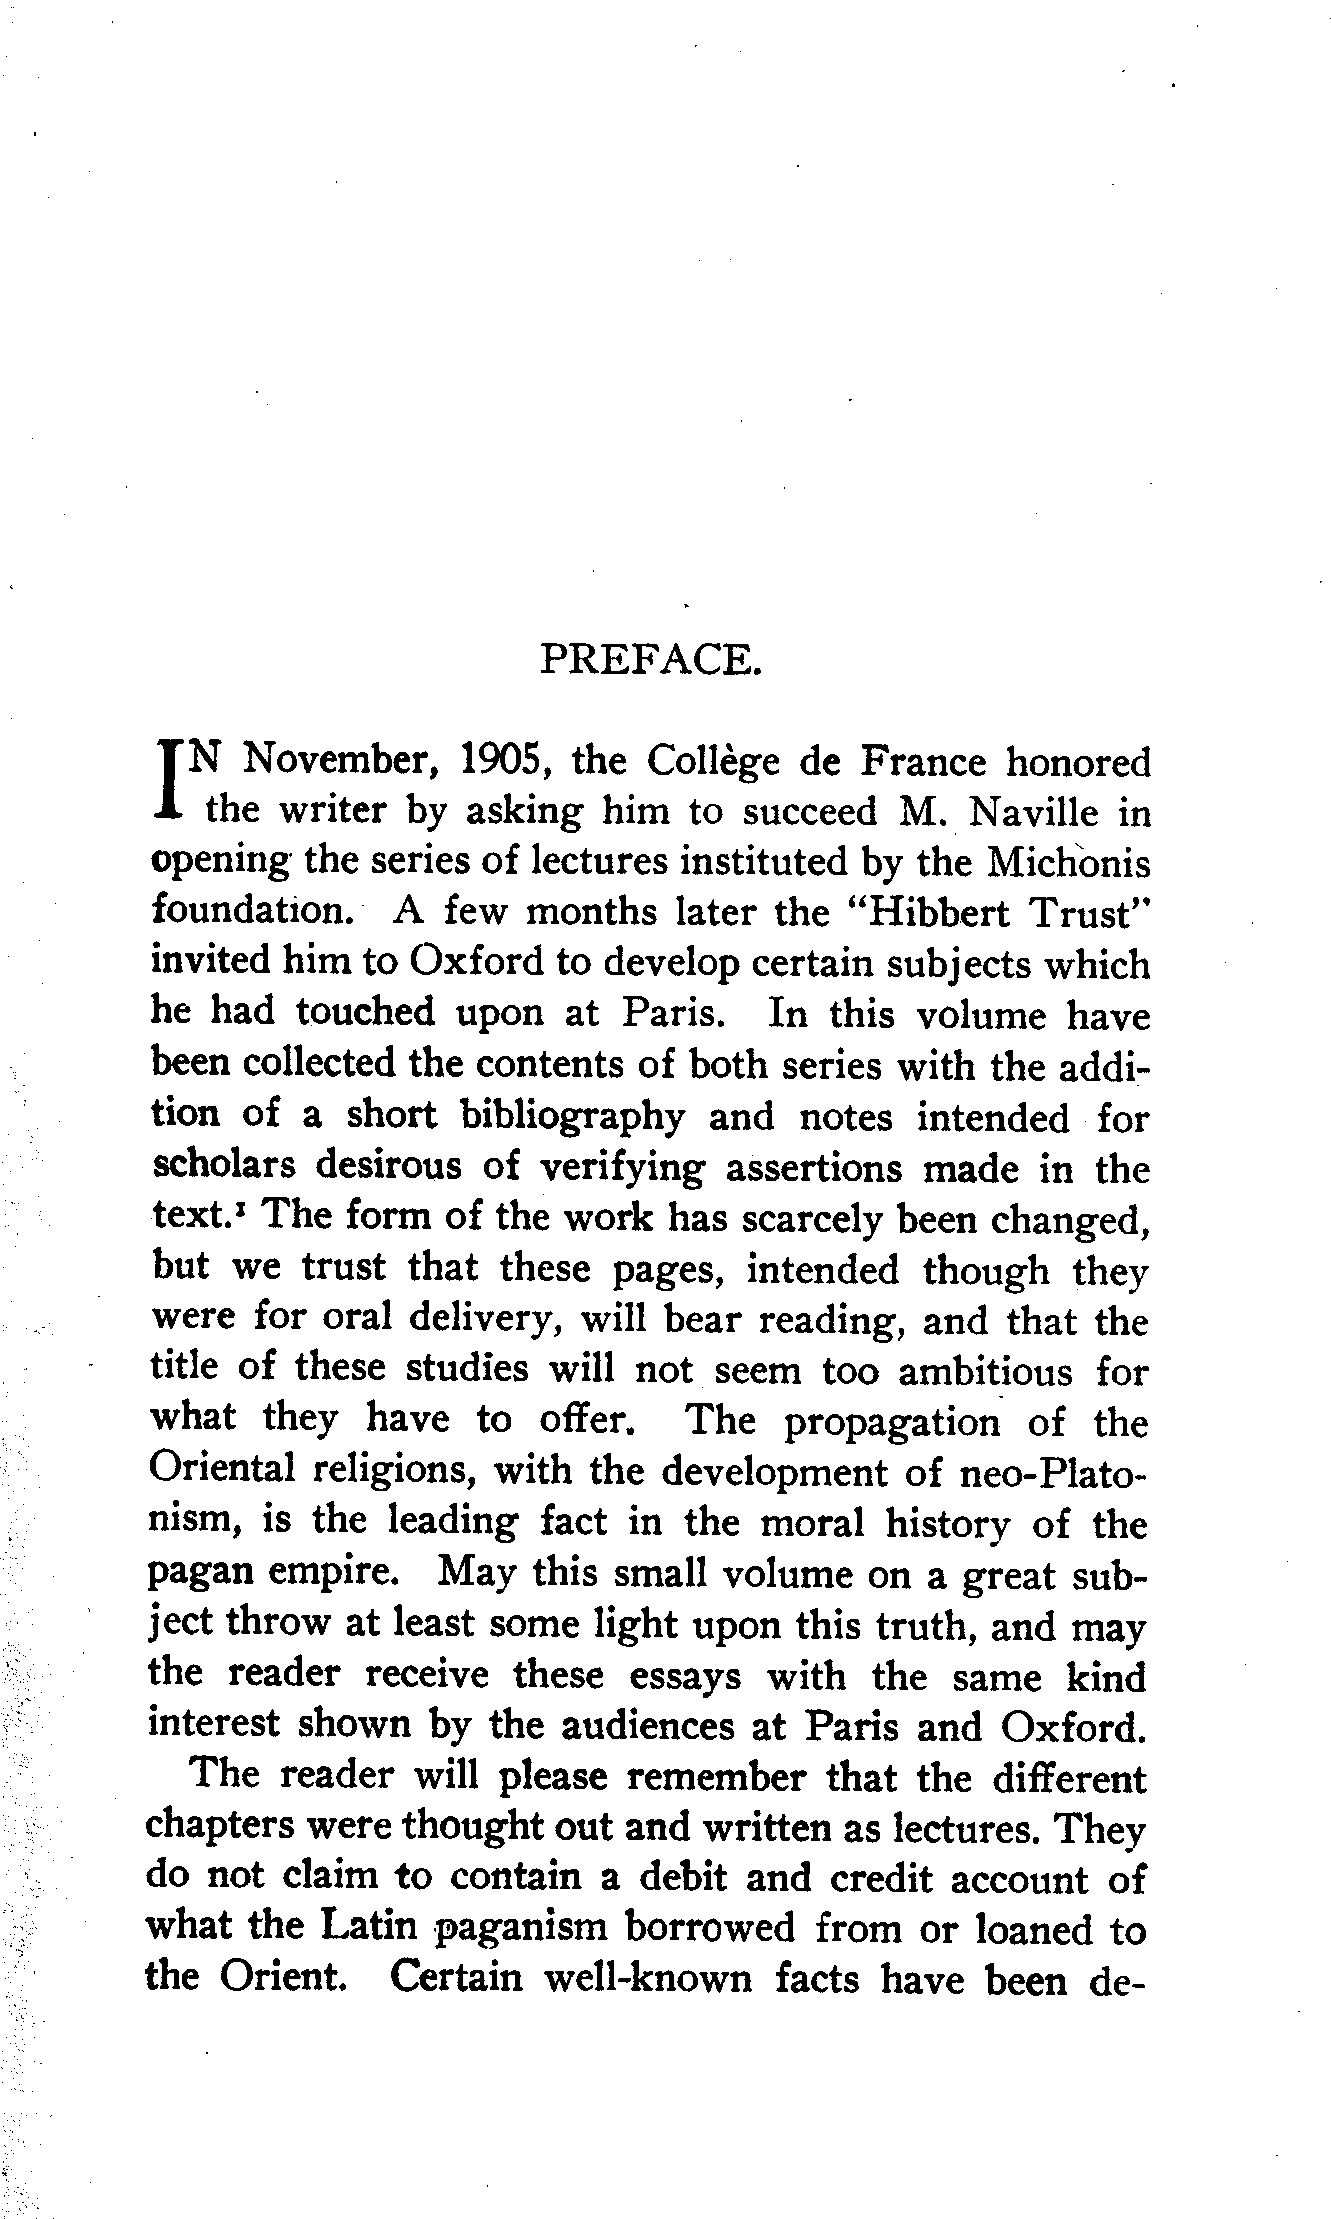 PREFACE.
IN November, 1905, the Collège de France honored
the writer by asking him to succeed M. Naville in
opening the series of lectures instituted by the Michonis
foundation. A few months later the “Hibbert Trust”
invited him to Oxford to develop certain subjects which
he had touched upon at Paris. In this volume have
been collected the contents of both series with the addi-
tion of a short bibliography and notes intended for
scholars desirous of verifying assertions made in the
text.¹ The form of the work has scarcely been changed,
but we trust that these pages, intended though they
were for oral delivery, will bear reading, and that the
title of these studies will not seem too ambitious for
what they have to offer. The propagation of the
Oriental religions, with the development of neo-Plato-
nism, is the leading fact in the moral history of the
pagan empire. May this small volume on a great sub-
ject throw at least some light upon this truth, and may
the reader receive these essays with the same kind
interest shown by the audiences at Paris and Oxford.
The reader will please remember that the different
chapters were thought out and written as lectures. They
do not claim to contain a debit and credit account of
what the Latin paganism borrowed from or loaned to
the Orient. Certain well-known facts have been de-